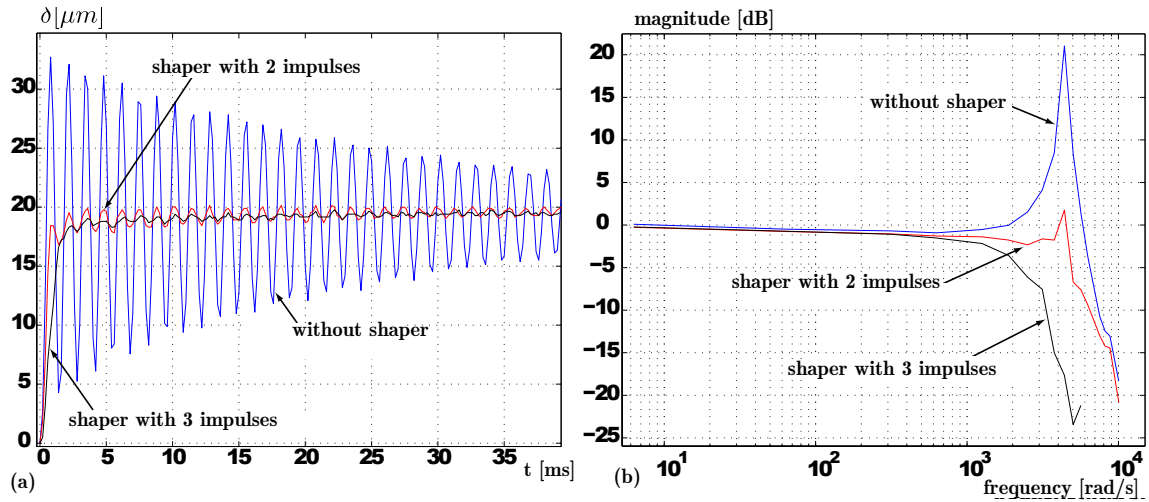 δ[μm]
shaper with 2 impulses
30
25
20
15
10
5
0
without shaper
shaper with 3 impulses
0
5
10
15
20
25
30
35
t [ms]
(a)
magnitude [dB]
20
15
10
5
0
−5
−10
−15
−20
−25
without shaper
shaper with 2 impulses
shaper with 3 impulses
10¹
10²
10³
10⁴
frequency [rad/s]
(b)